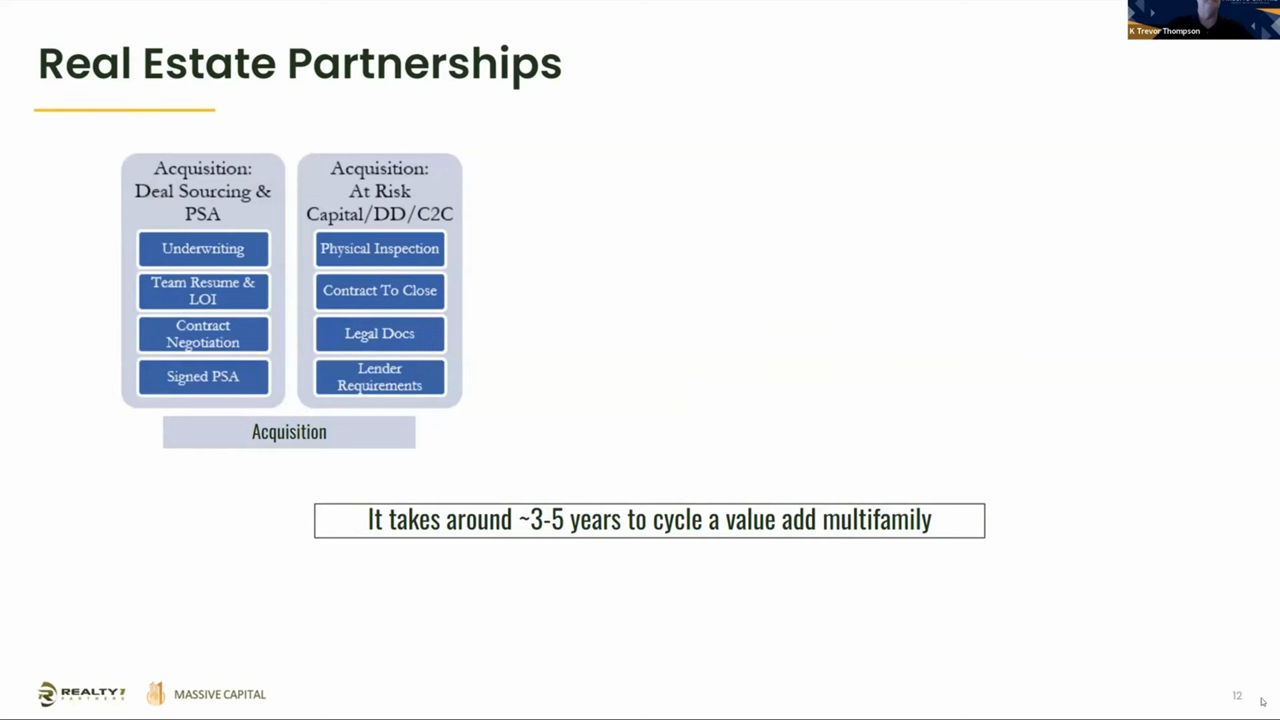 K Trevor Thompson
Real Estate Partnerships
Acquisition:
Deal Sourcing &
PSA
Underwriting
Team Resume &
LOI
Contract
Negotiation
Signed PSA
Acquisition:
At Risk
Capital/DD/C2C
Physical Inspection
Contract To Close
Legal Docs
Lender
Requirements
Acquisition
It takes around ~3-5 years to cycle a value add multifamily
REALTY
PARTNERS
MASSIVE CAPITAL
12